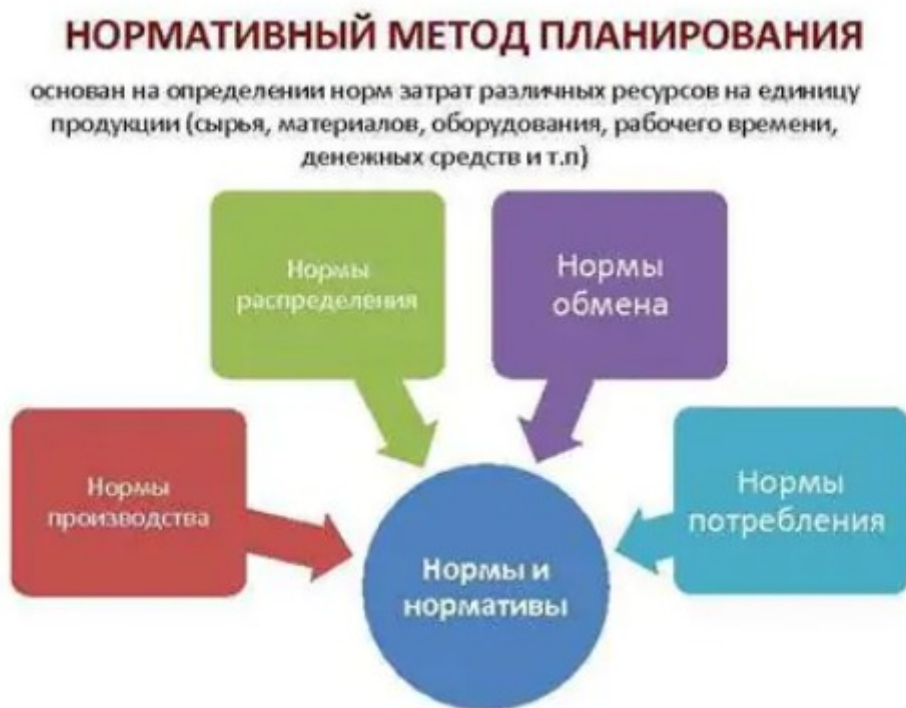 НОРМАТИВНЫЙ МЕТОД ПЛАНИРОВАНИЯ
основан на определении норм затрат различных ресурсов на единицу
продукции (сырья, материалов, оборудования, рабочего времени,
денежных средств и т.п)
Нормы
распределения
Нормы
обмена
Нормы
производства
Нормы
потребления
Нормы и
нормативы